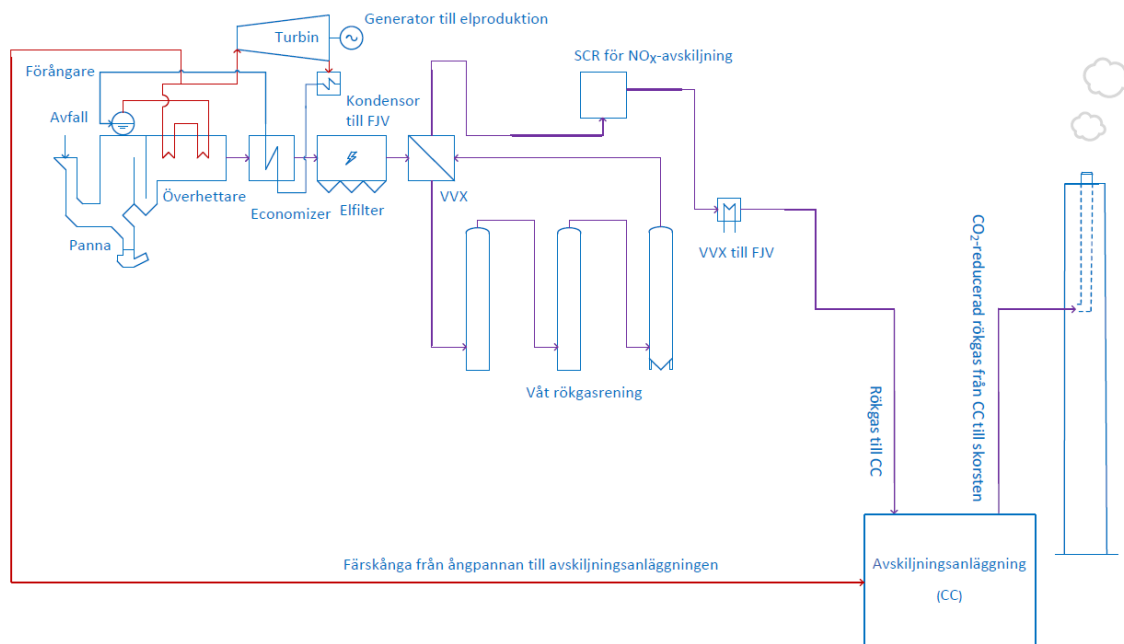 Generator till elproduktion
Turbin
SCR för NOX-avskiljning
Förångare
Kondensor
till FJV
Avfall
Överhettare
Economizer
Elfilter
VVX
Panna
VVX till FJV
Våt rökgasrening
Rökgas till CC
CO2-reducerad rökgas från CC till skorsten
Färskånga från ångpannan till avskiljningsanläggningen
Avskiljningsanläggning
(CC)